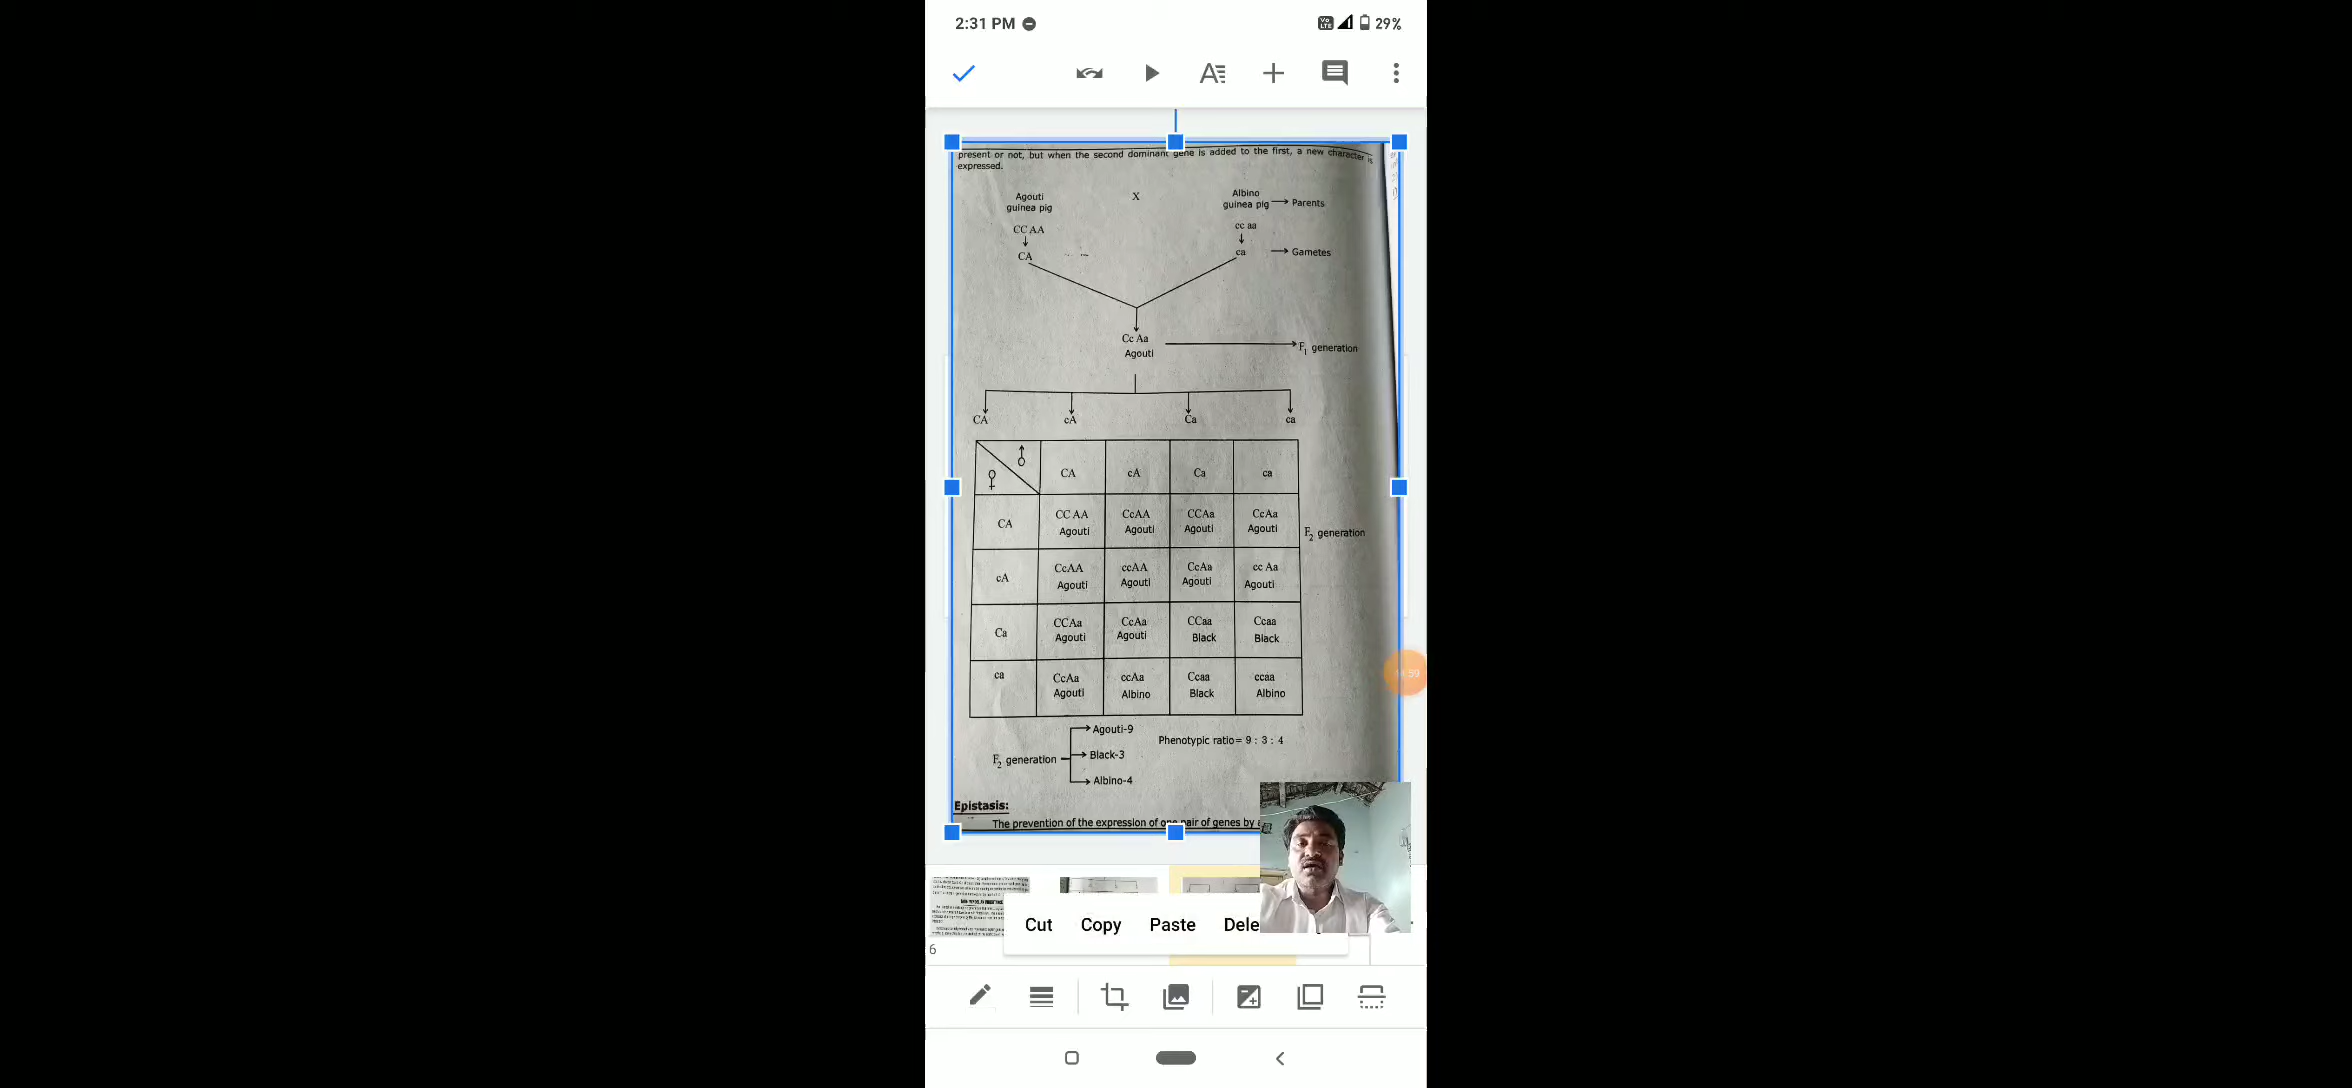 2:31 PM
Vo
LTE
29%
present or not, but when the second dominant gene is added to the first, a new character is
expressed.
Agouti X Albino
guinea pig guinea pig → Parents
CC AA cc aa
CA ca → Gametes
Cc Aa
Agouti F1 generation
CA cA Ca ca
♀ ♂ CA cA Ca ca
CA CC AA CcAA CCAa CcAa
Agouti Agouti Agouti Agouti F2 generation
cA CcAA ccAA CcAa cc Aa
Agouti Agouti Agouti Agouti
Ca CCAa CcAa CCaa Ccaa
Agouti Agouti Black Black
ca CcAa ccAa Ccaa ccaa
Agouti Albino Black Albino
Agouti-9
Phenotypic ratio= 9 : 3 : 4
F2 generation Black-3
Albino-4
Epistasis:
The prevention of the expression of one pair of genes by
Cut Copy Paste
6